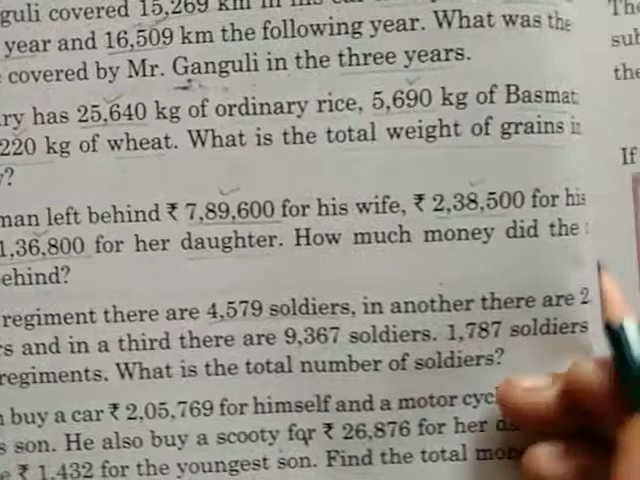 guli covered 15,269 km in his car
year and 16,509 km the following year. What was the
covered by Mr. Ganguli in the three years.
ry has 25,640 kg of ordinary rice, 5,690 kg of Basmat
220 kg of wheat. What is the total weight of grains in
y?
man left behind ₹ 7,89,600 for his wife, ₹ 2,38,500 for his
1,36,800 for her daughter. How much money did the
ehind?
regiment there are 4,579 soldiers, in another there are 2
rs and in a third there are 9,367 soldiers. 1,787 soldiers
regiments. What is the total number of soldiers?
buy a car ₹ 2,05,769 for himself and a motor cyc
s son. He also buy a scooty for ₹ 26,876 for her
e ₹ 1,432 for the youngest son. Find the total mon
The
sub
the
If